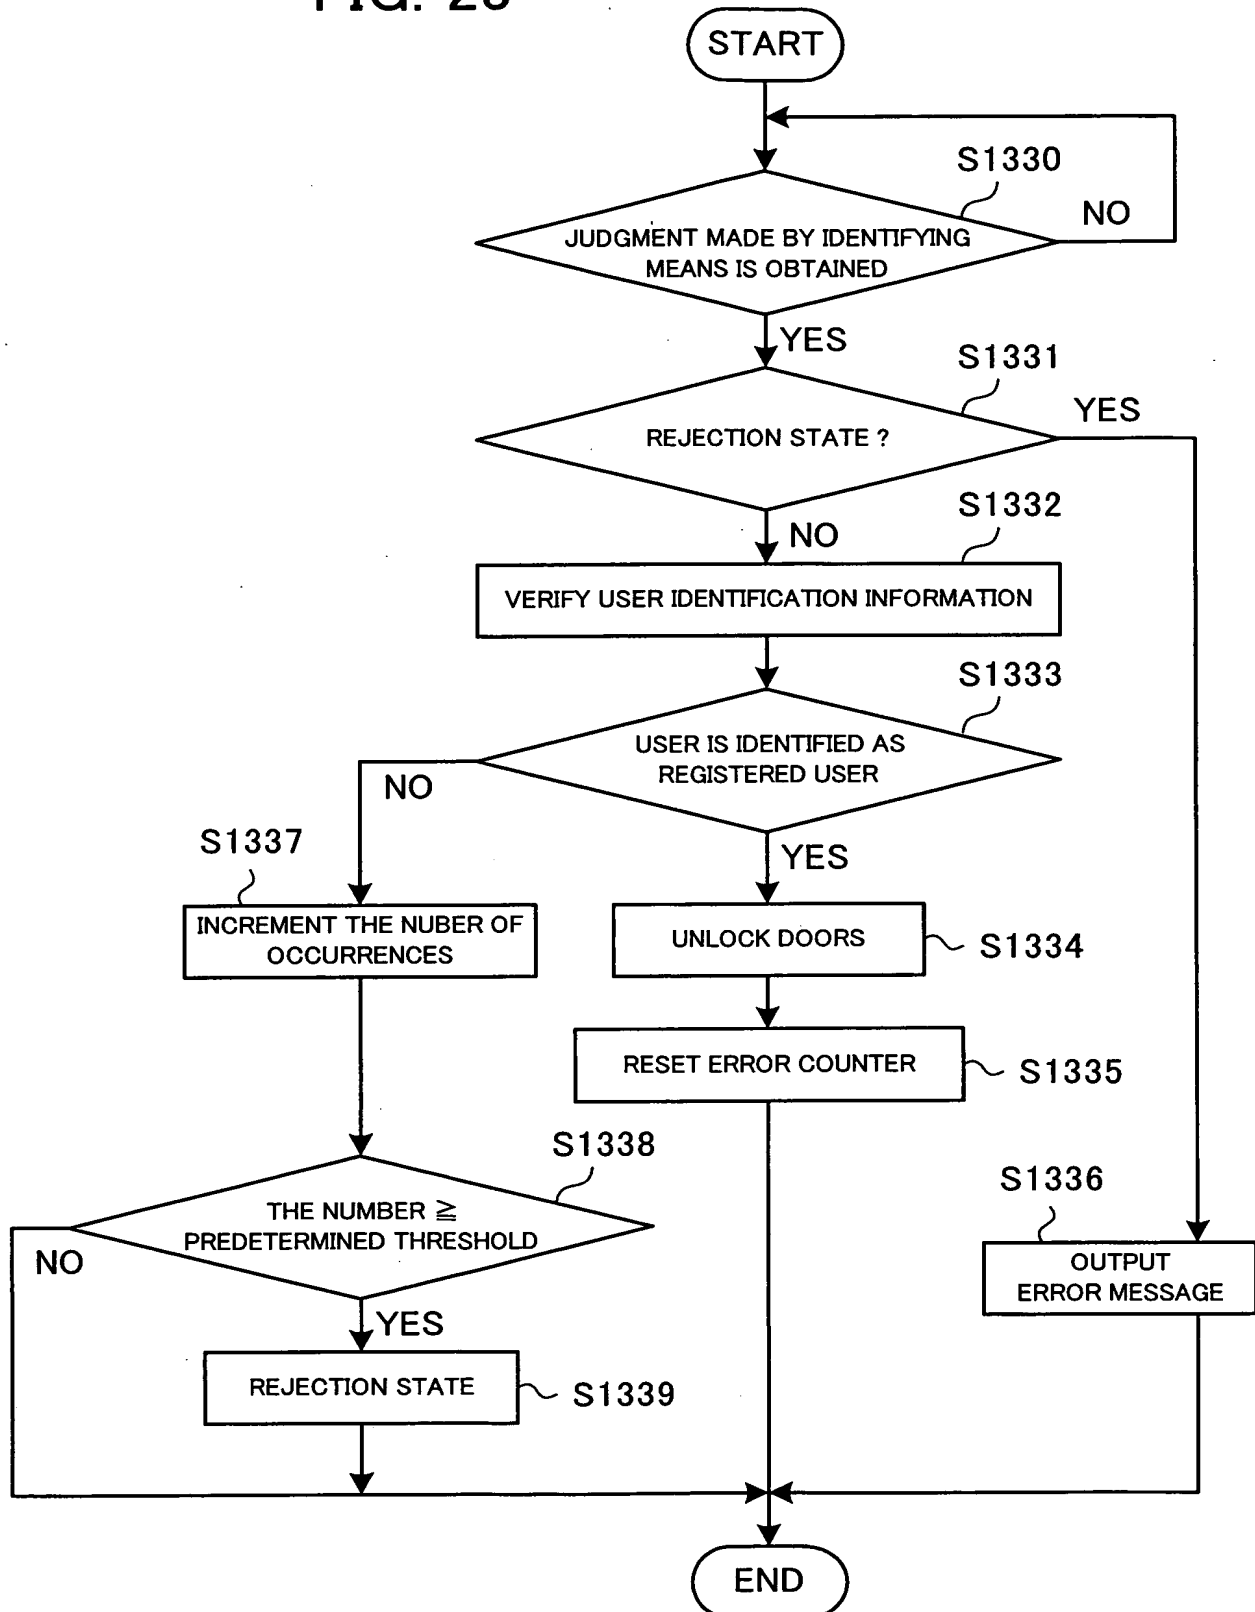 START
S1330
NO
JUDGMENT MADE BY IDENTIFYING
MEANS IS OBTAINED
YES
S1331
YES
REJECTION STATE ?
S1332
NO
VERIFY USER IDENTIFICATION INFORMATION
S1333
USER IS IDENTIFIED AS
REGISTERED USER
NO
S1337
YES
INCREMENT THE NUBER OF
OCCURRENCES
UNLOCK DOORS
S1334
RESET ERROR COUNTER
S1335
S1338
THE NUMBER ≧
PREDETERMINED THRESHOLD
NO
S1336
OUTPUT
ERROR MESSAGE
YES
REJECTION STATE
S1339
END